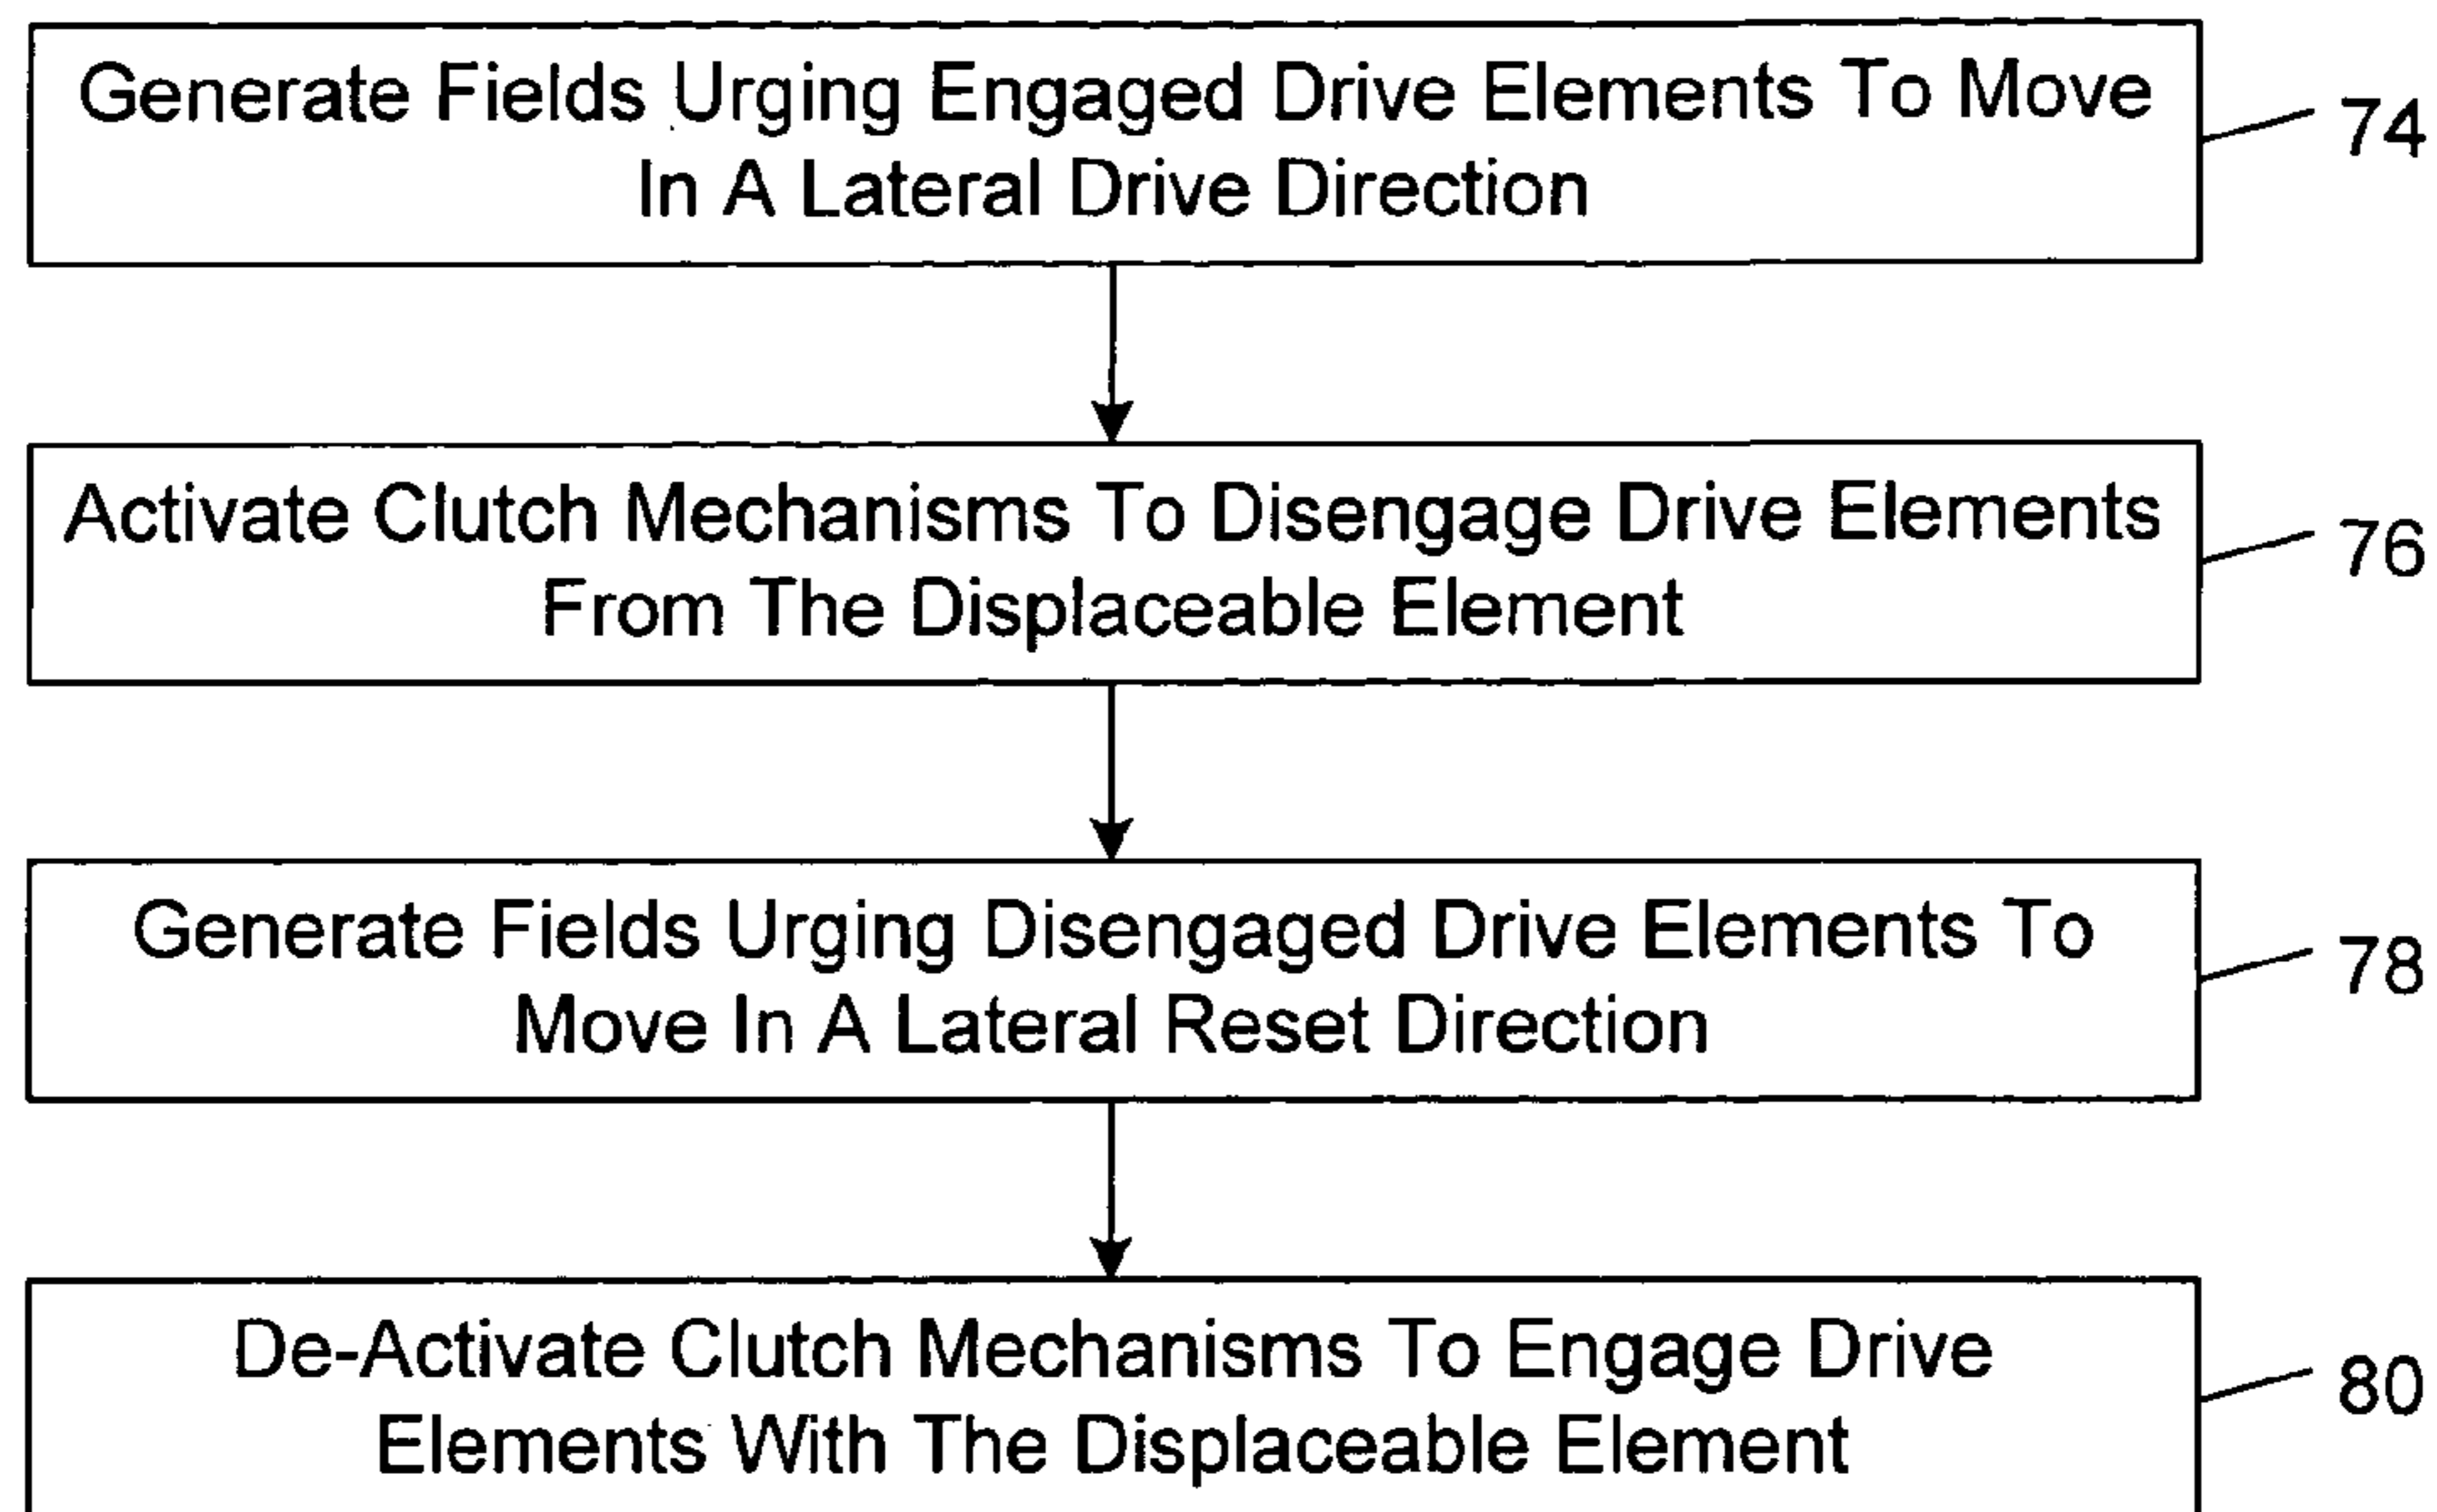 Generate Fields Urging Engaged Drive Elements To Move
In A Lateral Drive Direction
74
Activate Clutch Mechanisms To Disengage Drive Elements
From The Displaceable Element
76
Generate Fields Urging Disengaged Drive Elements To
Move In A Lateral Reset Direction
78
De-Activate Clutch Mechanisms To Engage Drive
Elements With The Displaceable Element
80